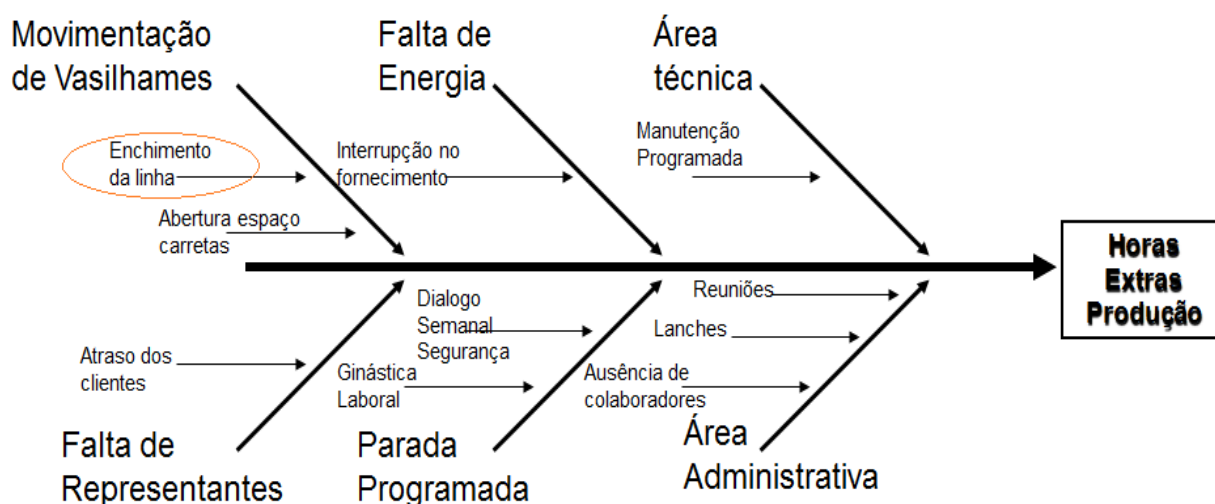 Movimentação
de Vasilhames
Falta de
Energia
Área
técnica
Enchimento
da linha
Interrupção no
fornecimento
Manutenção
Programada
Abertura espaço
carretas
Horas
Extras
Produção
Reuniões
Dialogo
Semanal
Segurança
Lanches
Atraso dos
clientes
Ginástica
Laboral
Ausência de
colaboradores
Falta de
Representantes
Parada
Programada
Área
Administrativa